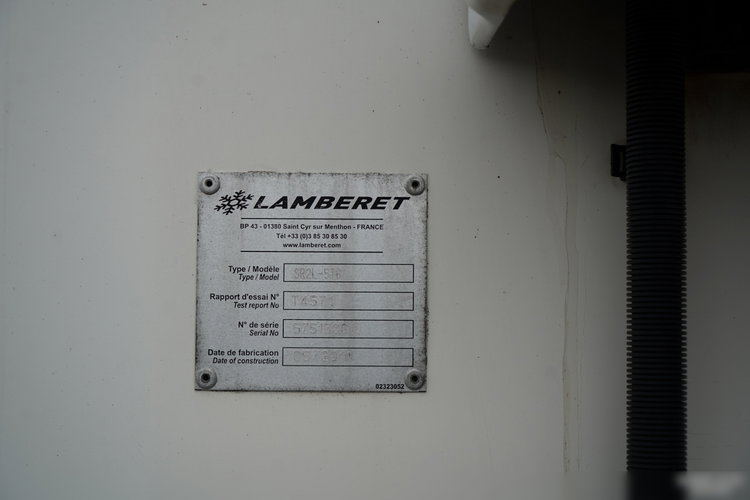 LAMBERET
BP 43 - 01380 Saint Cyr sur Menthon - FRANCE
Tél +33 (0)3 85 30 85 30
www.lamberet.com
Type / Modèle
Type / Model
Rapport d'essai N°
Test report No
T4571
N° de série
Serial No
Date de fabrication
Date of construction
02323052